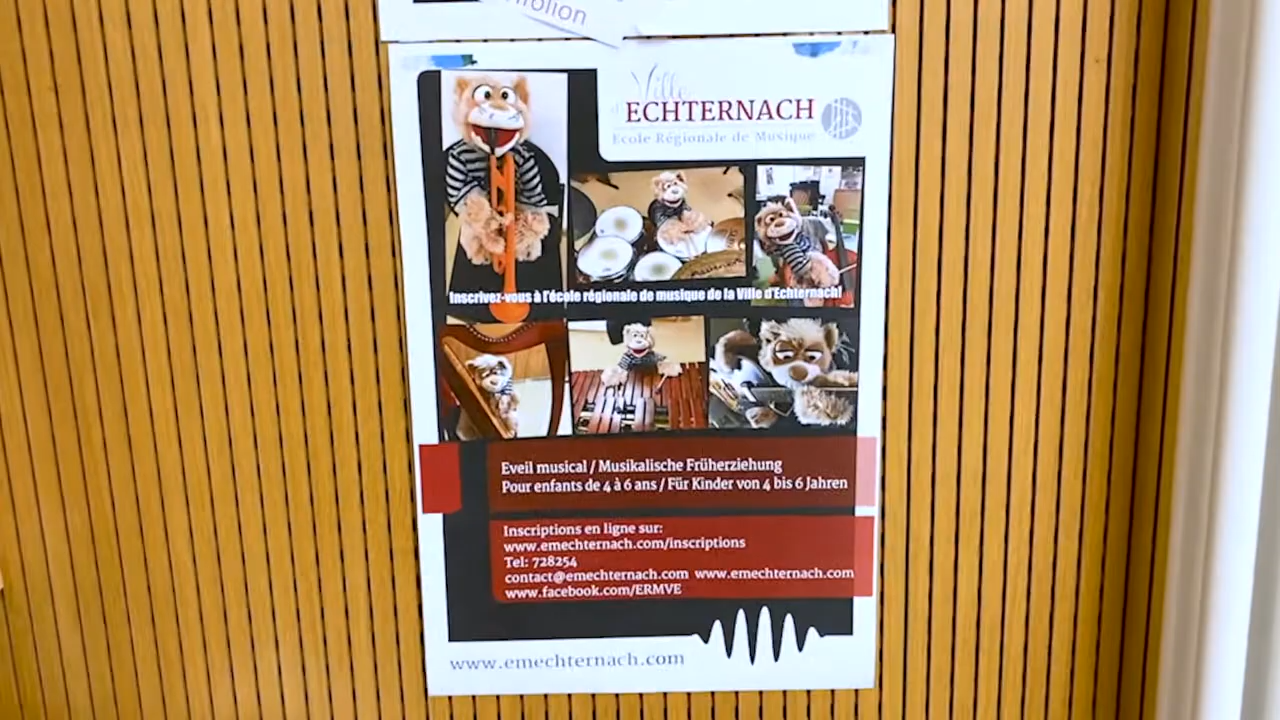 Ville
d'ECHTERNACH
Ecole Régionale de Musique
Inscrivez-vous à l'école régionale de musique de la Ville d'Echternach!
Eveil musical / Musikalische Früherziehung
Pour enfants de 4 à 6 ans / Für Kinder von 4 bis 6 Jahren
Inscriptions en ligne sur:
www.emechternach.com/inscriptions
Tel: 728254
contact@emechternach.com www.emechternach.com
www.facebook.com/ERMVE
www.emechternach.com